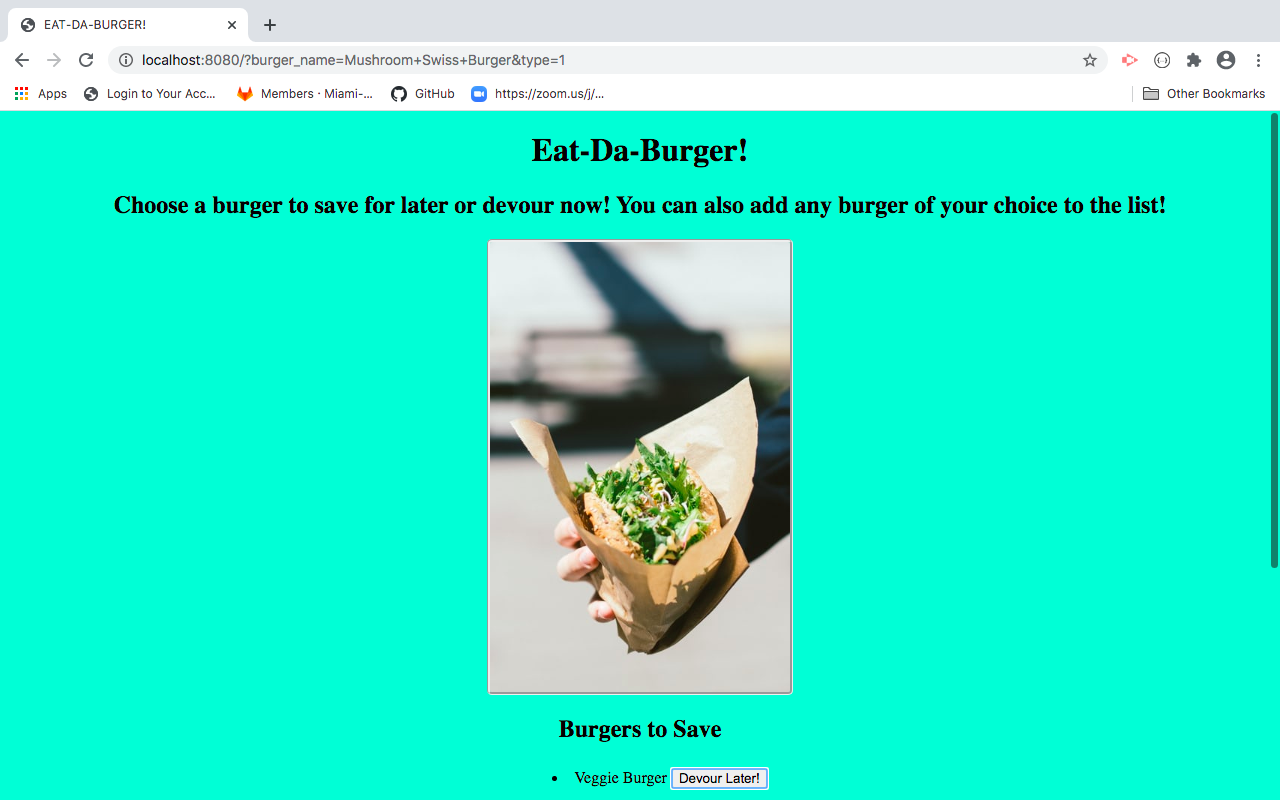 EAT-DA-BURGER!
localhost:8080/?burger_name=Mushroom+Swiss+Burger&type=1
Apps Login to Your Acc... Members · Miami-... GitHub https://zoom.us/j/... Other Bookmarks
Eat-Da-Burger!
Choose a burger to save for later or devour now! You can also add any burger of your choice to the list!
Burgers to Save
• Veggie Burger Devour Later!